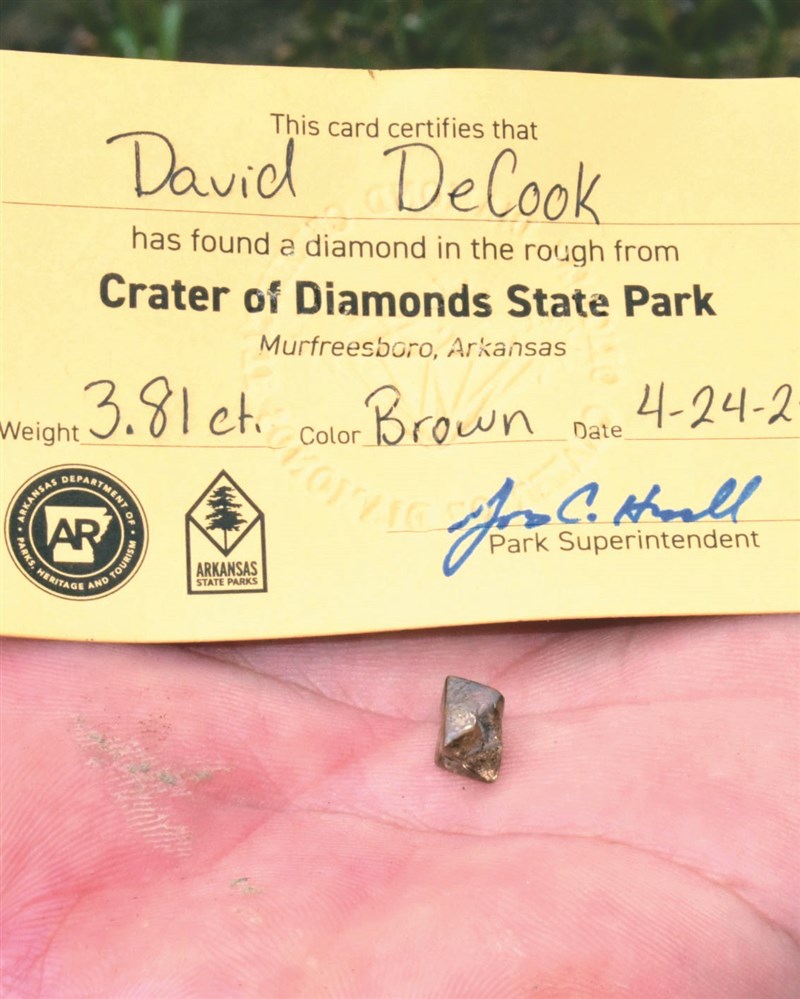 This card certifies that
David DeCook
has found a diamond in the rough from
Crater of Diamonds State Park
Murfreesboro, Arkansas
Weight 3.81 ct. Color Brown Date 4-24-2
ARKANSAS DEPARTMENT OF
AR
PARKS, HERITAGE AND TOURISM
ARKANSAS
STATE PARKS
Park Superintendent